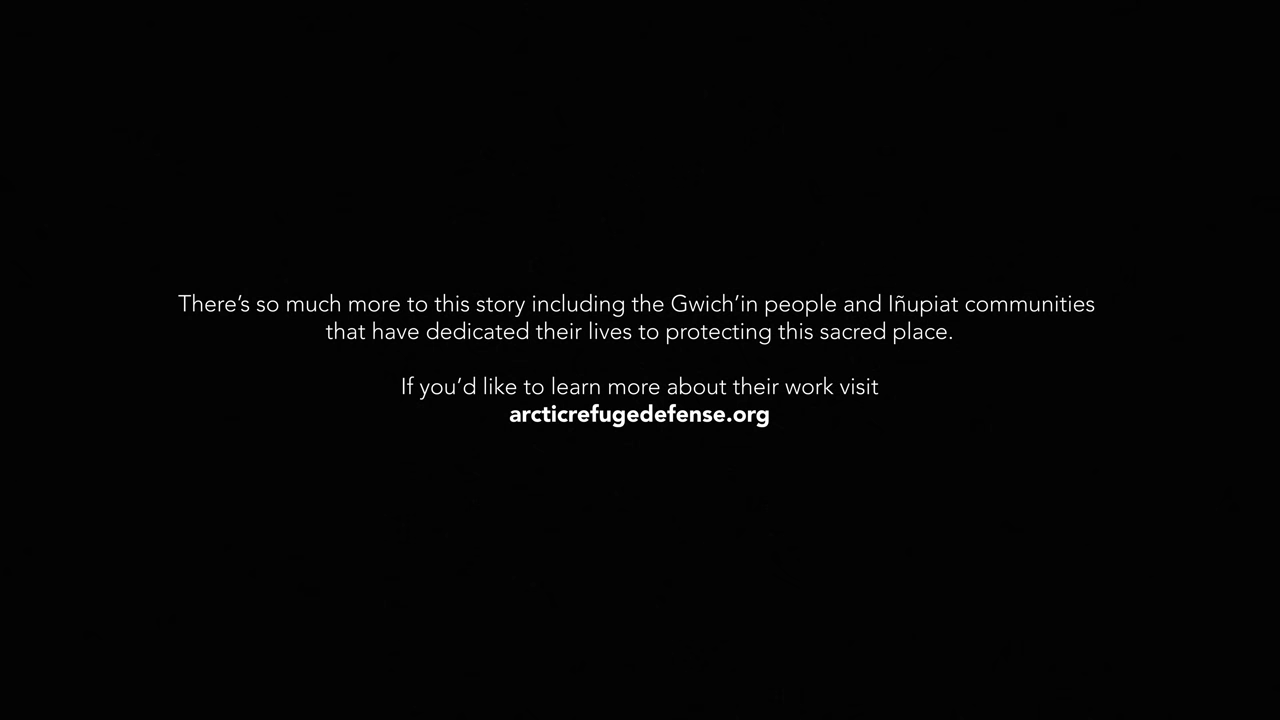 There’s so much more to this story including the Gwich’in people and Iñupiat communities
that have dedicated their lives to protecting this sacred place.
If you’d like to learn more about their work visit
arcticrefugedefense.org